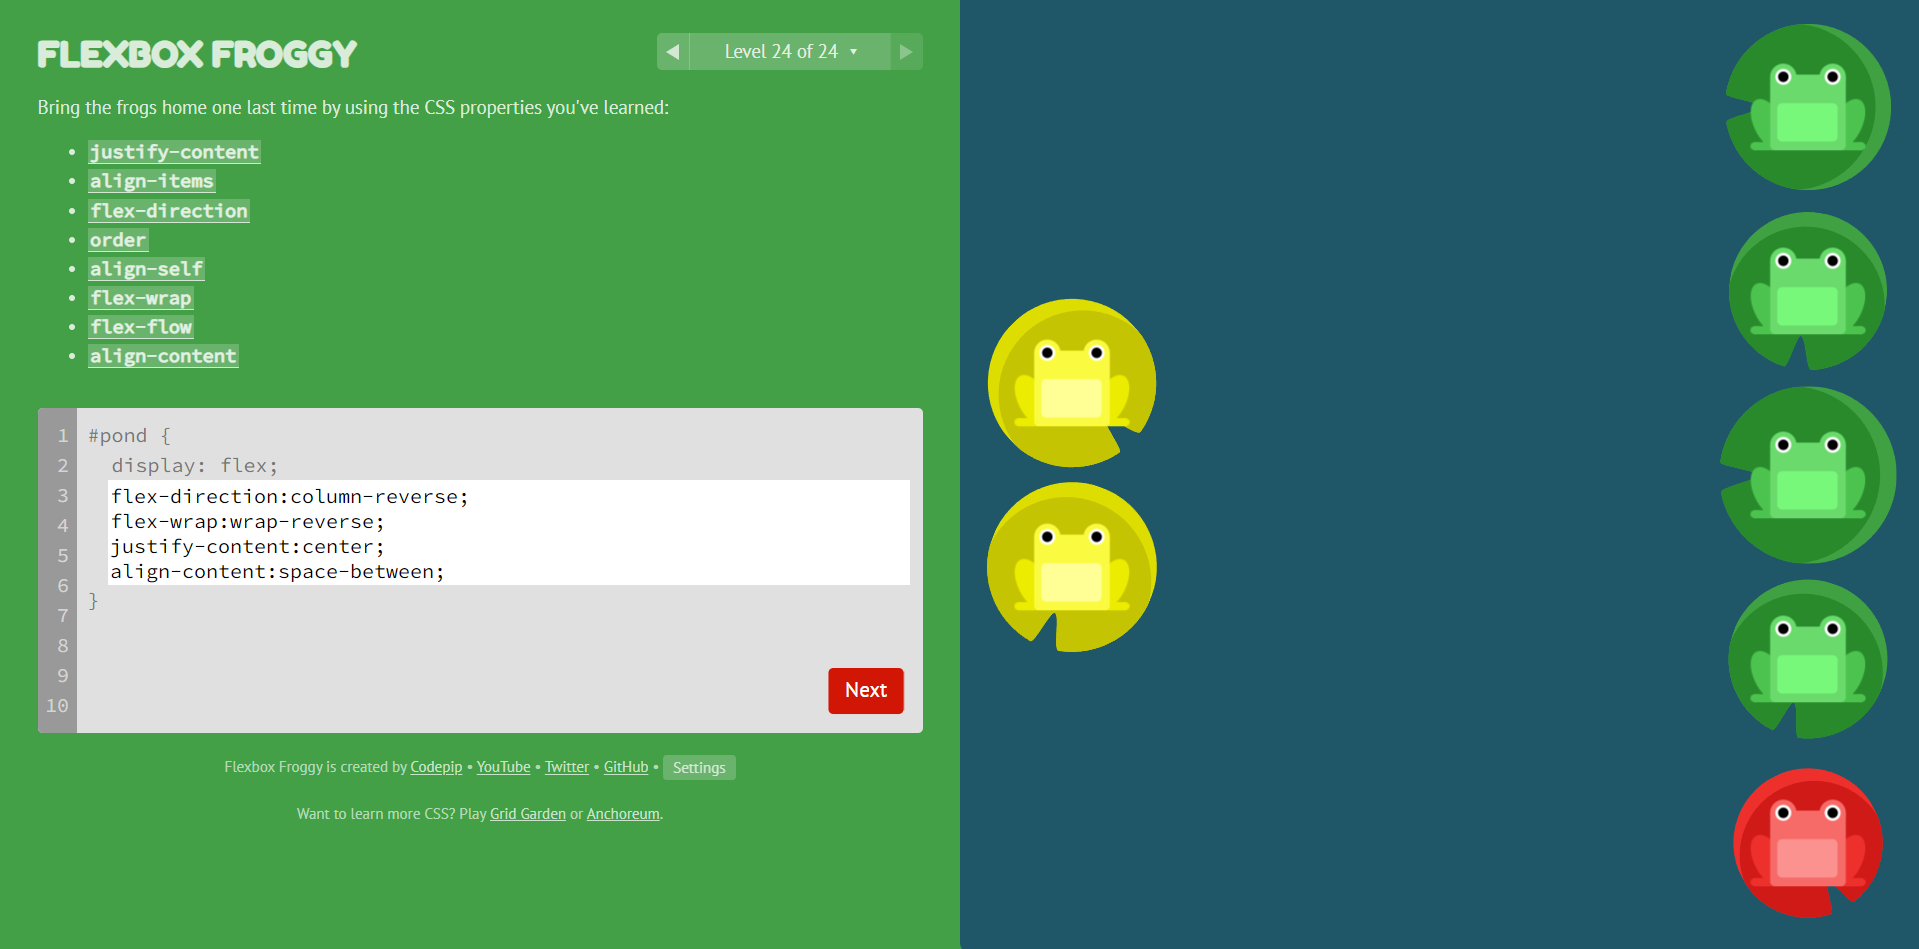 FLEXBOX FROGGY
◀ Level 24 of 24 ▾ ▶
Bring the frogs home one last time by using the CSS properties you've learned:
• justify-content
• align-items
• flex-direction
• order
• align-self
• flex-wrap
• flex-flow
• align-content
1 #pond {
2 display: flex;
3 flex-direction:column-reverse;
4 flex-wrap:wrap-reverse;
5 justify-content:center;
6 align-content:space-between;
7 }
8
9
10
Next
Flexbox Froggy is created by Codepip • YouTube • Twitter • GitHub • Settings
Want to learn more CSS? Play Grid Garden or Anchoreum.